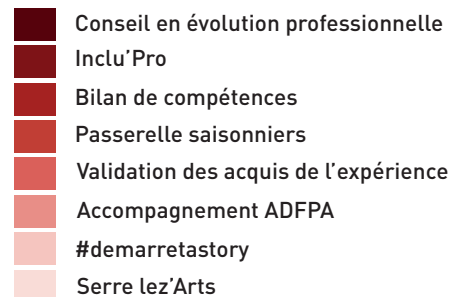 Conseil en évolution professionnelle
Inclu’Pro
Bilan de compétences
Passerelle saisonniers
Validation des acquis de l’expérience
Accompagnement ADFPA
#demarretastory
Serre lez’Arts